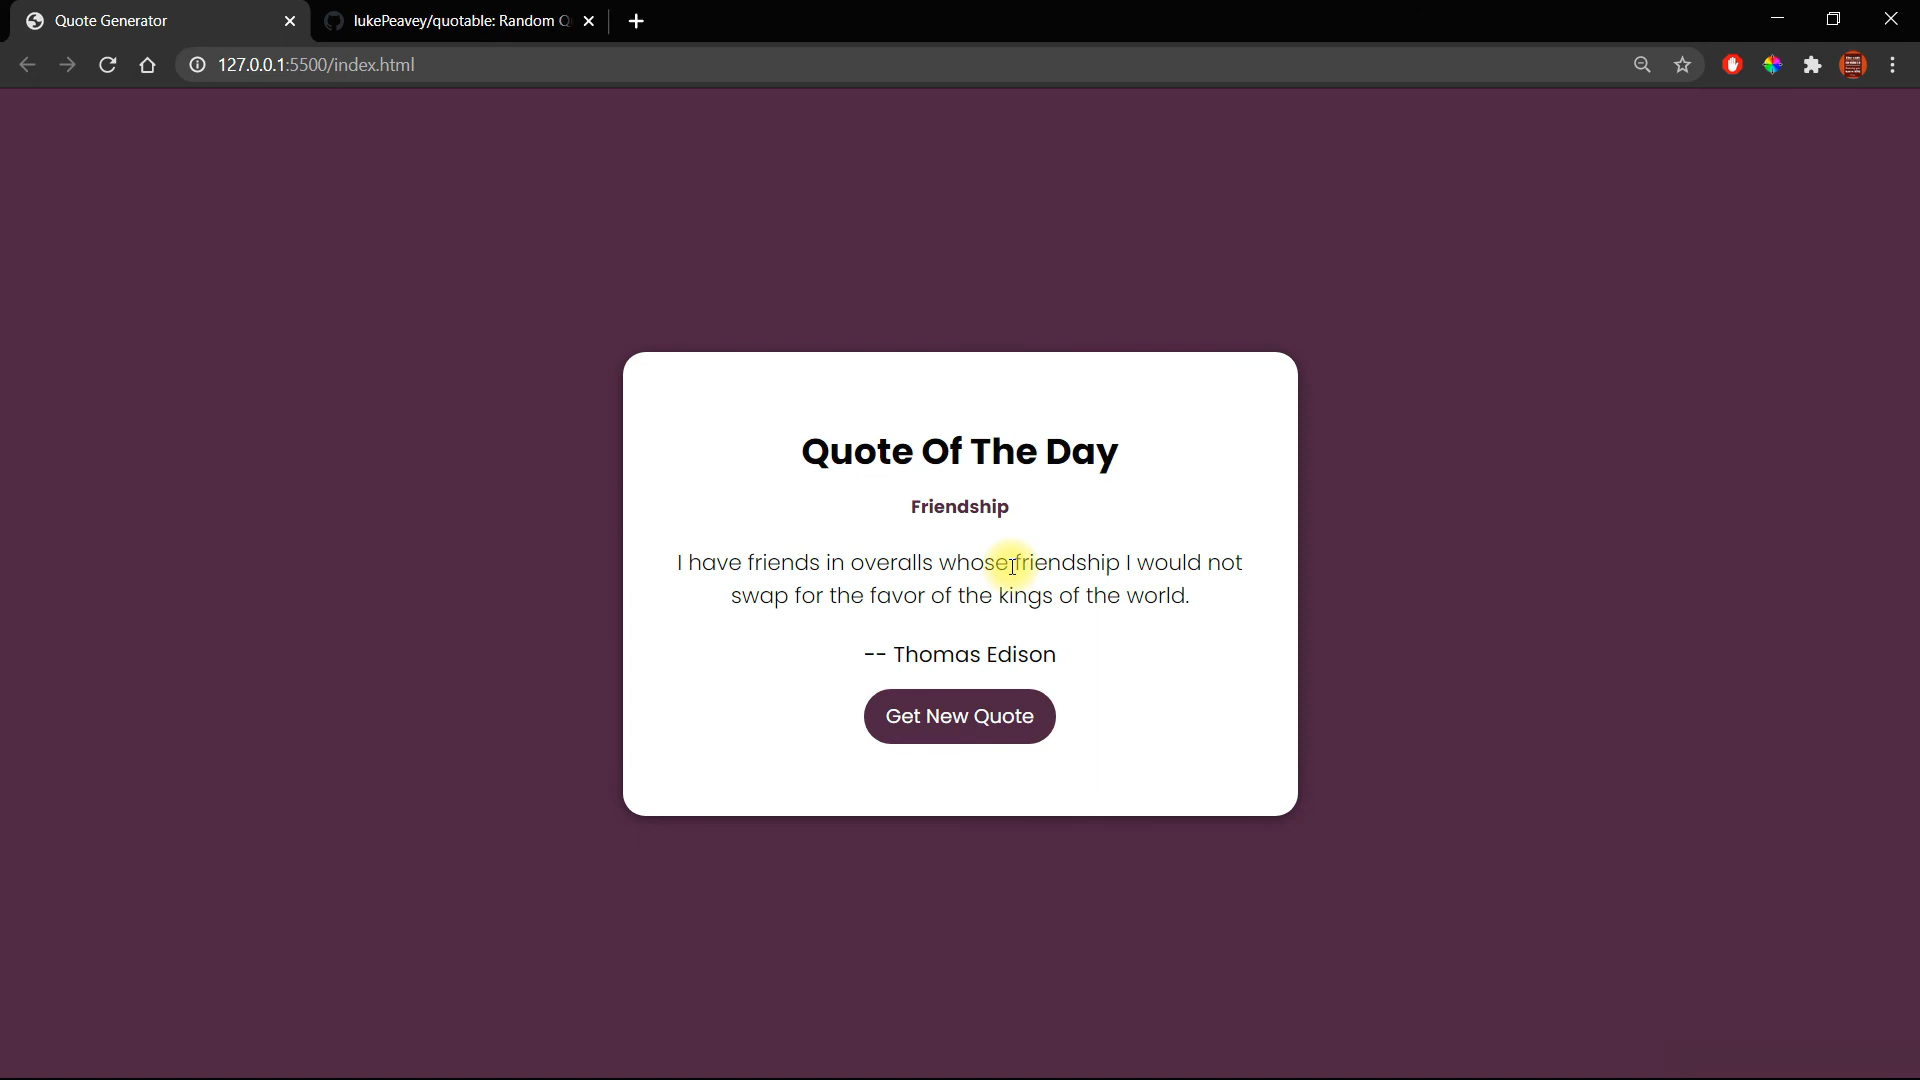 Quote Generator
lukePeavey/quotable: Random Q
127.0.0.1:5500/index.html
Quote Of The Day
Friendship
I have friends in overalls whose friendship I would not
swap for the favor of the kings of the world.
-- Thomas Edison
Get New Quote